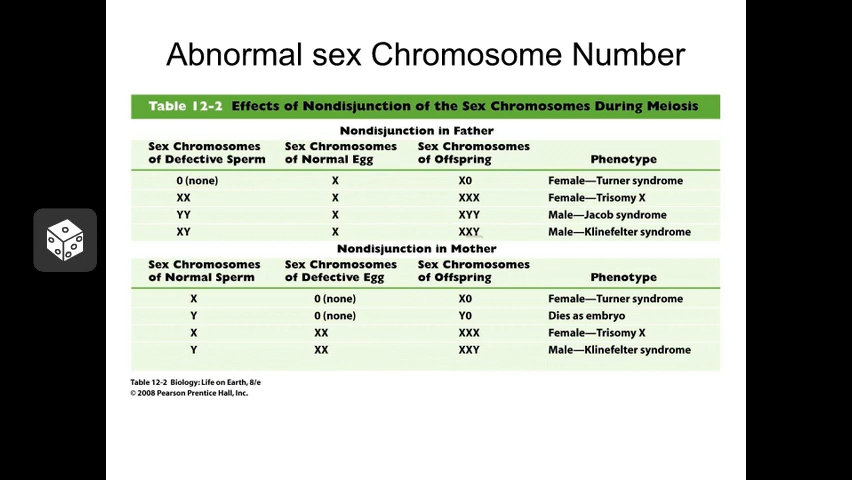 Abnormal sex Chromosome Number
Table 12-2 Effects of Nondisjunction of the Sex Chromosomes During Meiosis
Nondisjunction in Father
Sex Chromosomes of Defective Sperm Sex Chromosomes of Normal Egg Sex Chromosomes of Offspring Phenotype
0 (none) X X0 Female—Turner syndrome
XX X XXX Female—Trisomy X
YY X XYY Male—Jacob syndrome
XY X XXY Male—Klinefelter syndrome
Nondisjunction in Mother
Sex Chromosomes of Normal Sperm Sex Chromosomes of Defective Egg Sex Chromosomes of Offspring Phenotype
X 0 (none) X0 Female—Turner syndrome
Y 0 (none) Y0 Dies as embryo
X XX XXX Female—Trisomy X
Y XX XXY Male—Klinefelter syndrome
Table 12-2 Biology: Life on Earth, 8/e
© 2008 Pearson Prentice Hall, Inc.